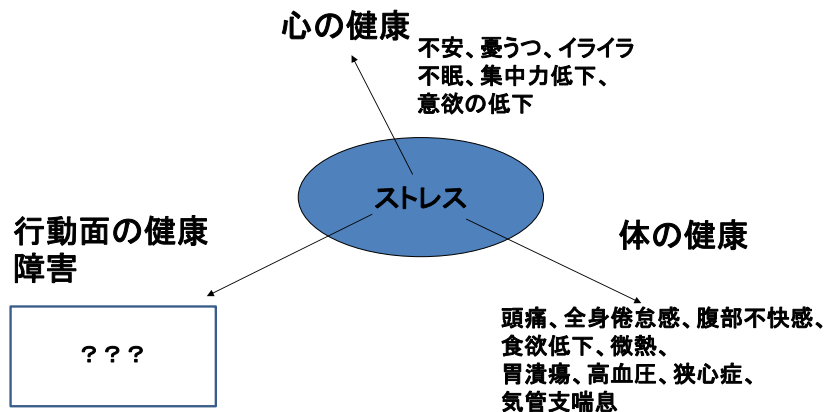 心の健康
不安、憂うつ、イライラ
不眠、集中力低下、
意欲の低下
ストレス
行動面の健康
障害
？？？
体の健康
頭痛、全身倦怠感、腹部不快感、
食欲低下、微熱、
胃潰瘍、高血圧、狭心症、
気管支喘息